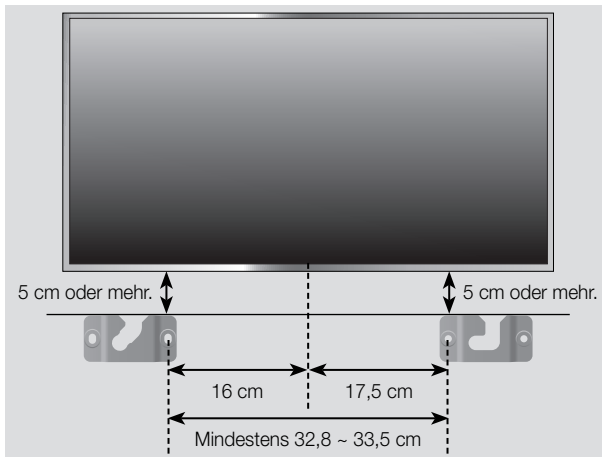 5 cm oder mehr.
5 cm oder mehr.
16 cm
17,5 cm
Mindestens 32,8 ~ 33,5 cm